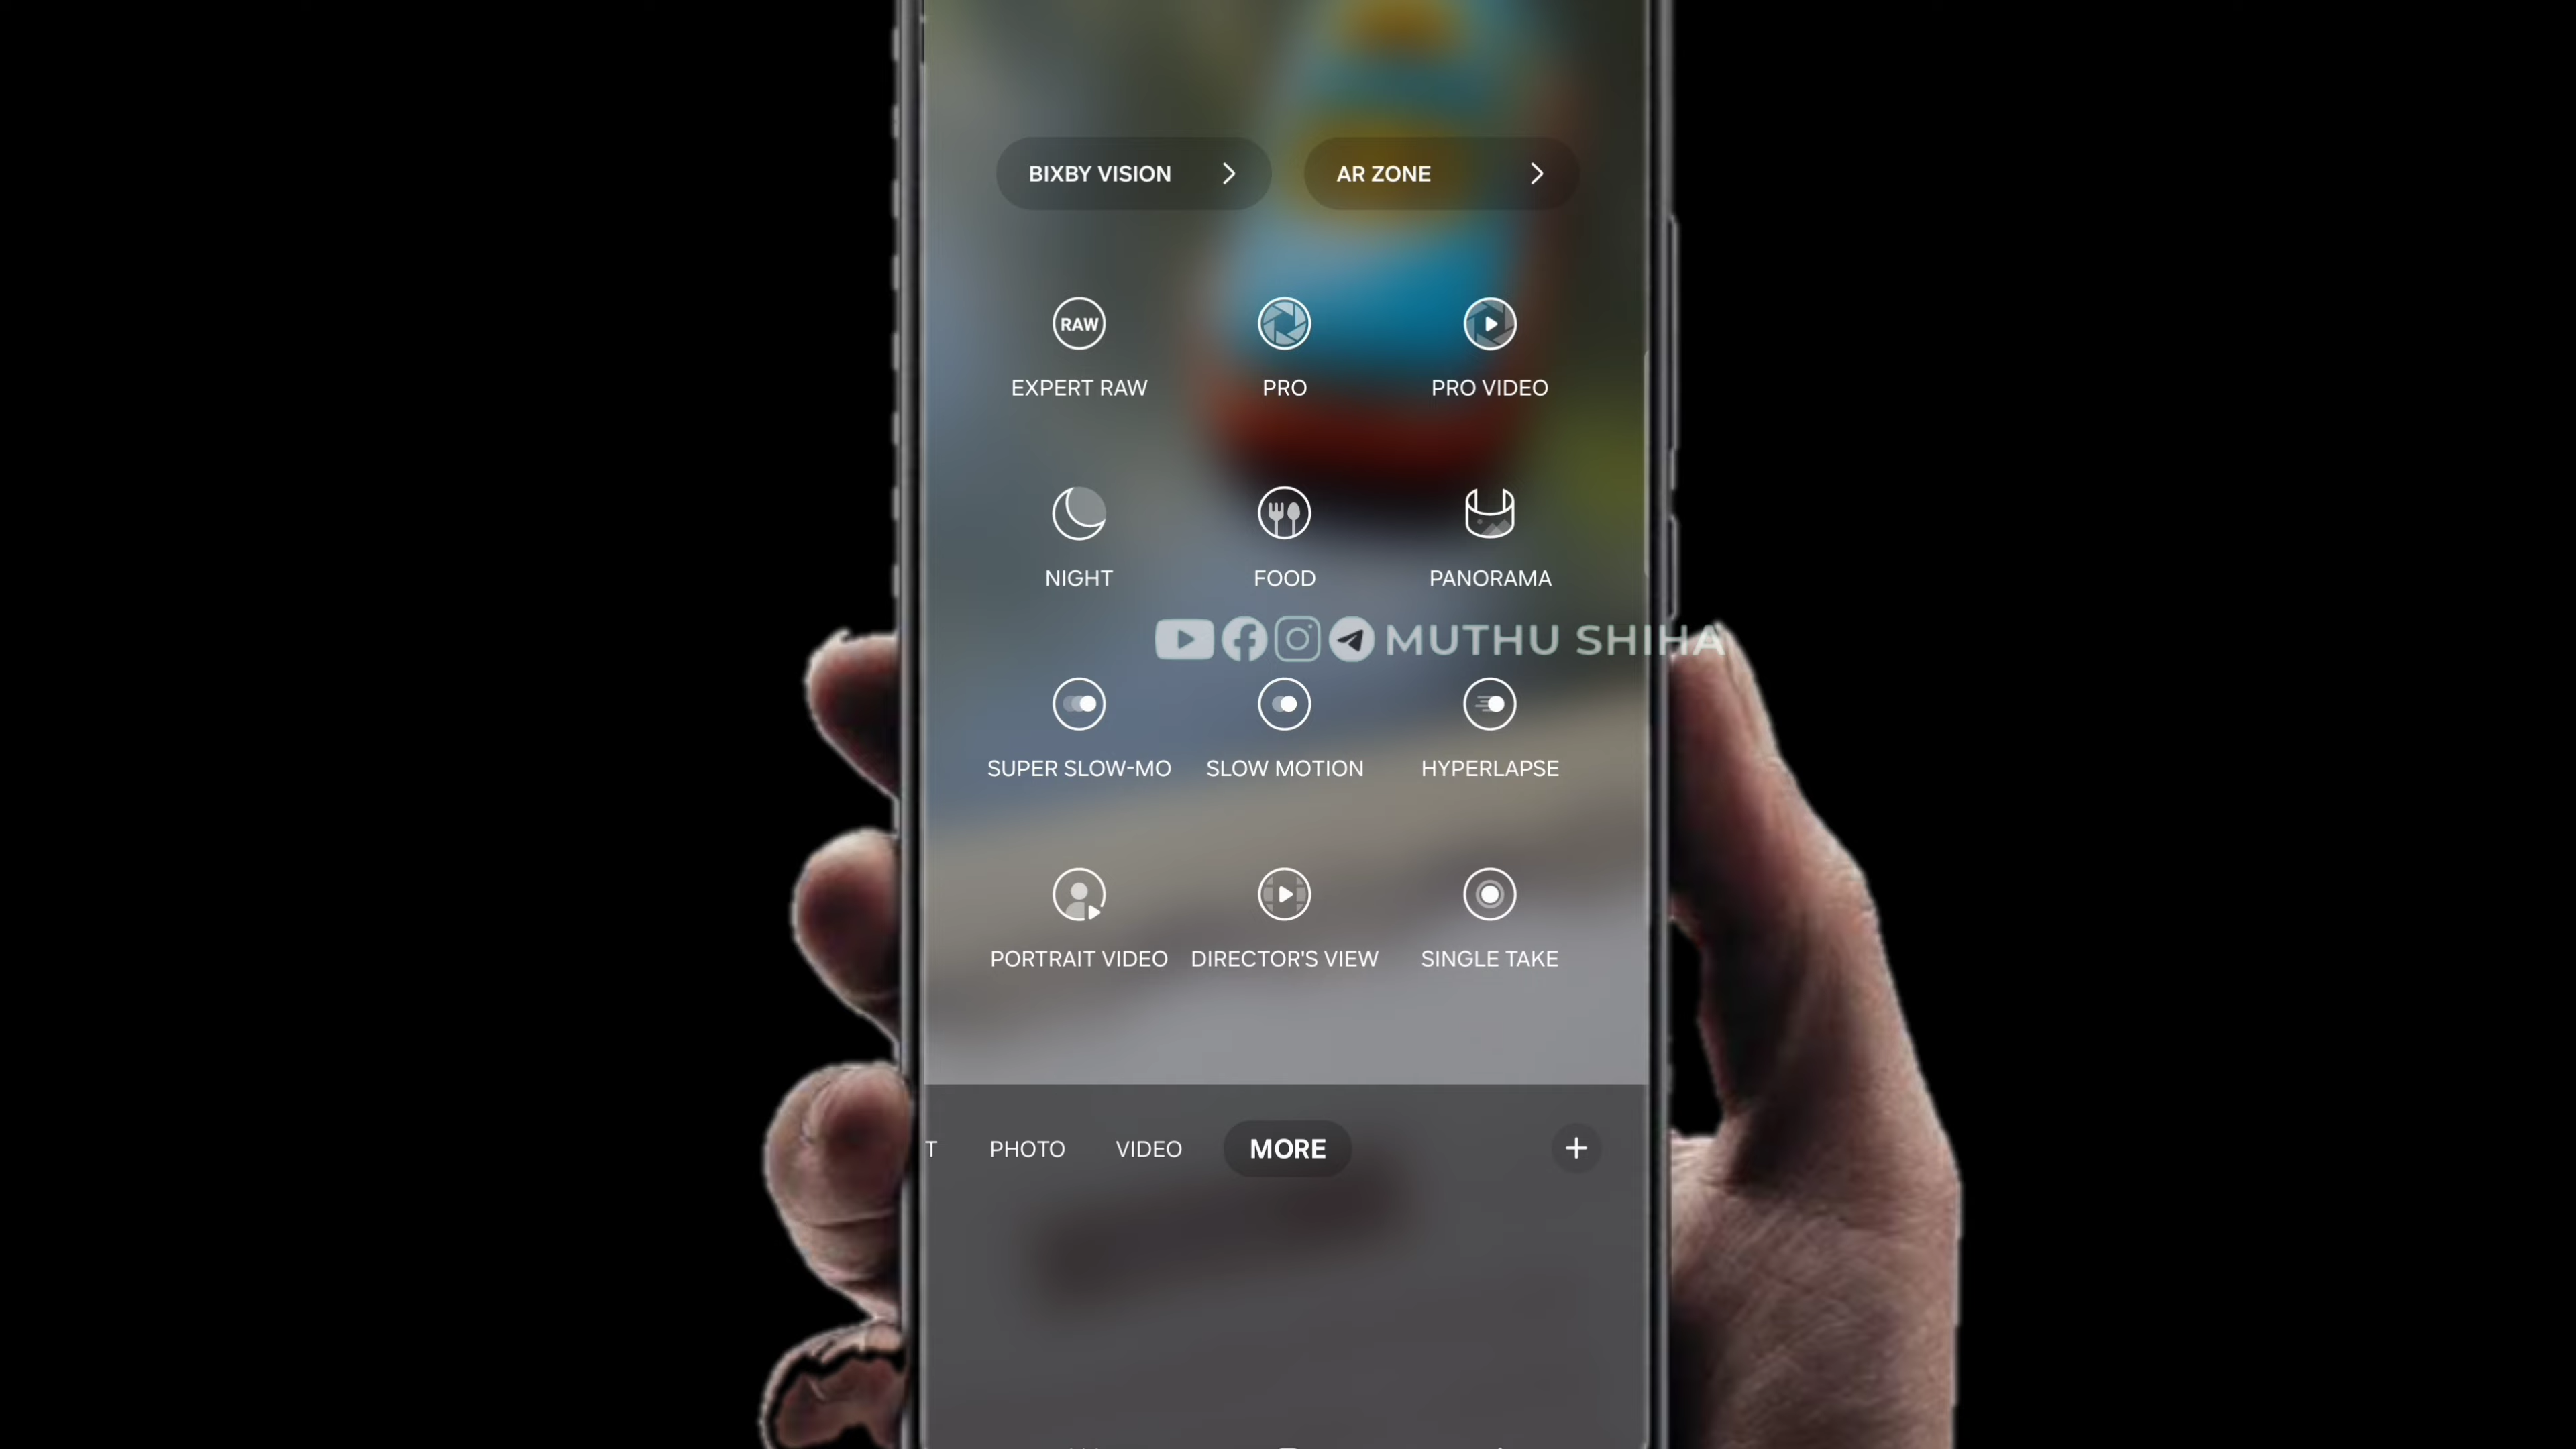 BIXBY VISION
AR ZONE
RAW
EXPERT RAW
PRO
PRO VIDEO
NIGHT
FOOD
PANORAMA
MUTHU SHIHA
SUPER SLOW-MO
SLOW MOTION
HYPERLAPSE
PORTRAIT VIDEO
DIRECTOR'S VIEW
SINGLE TAKE
T
PHOTO
VIDEO
MORE